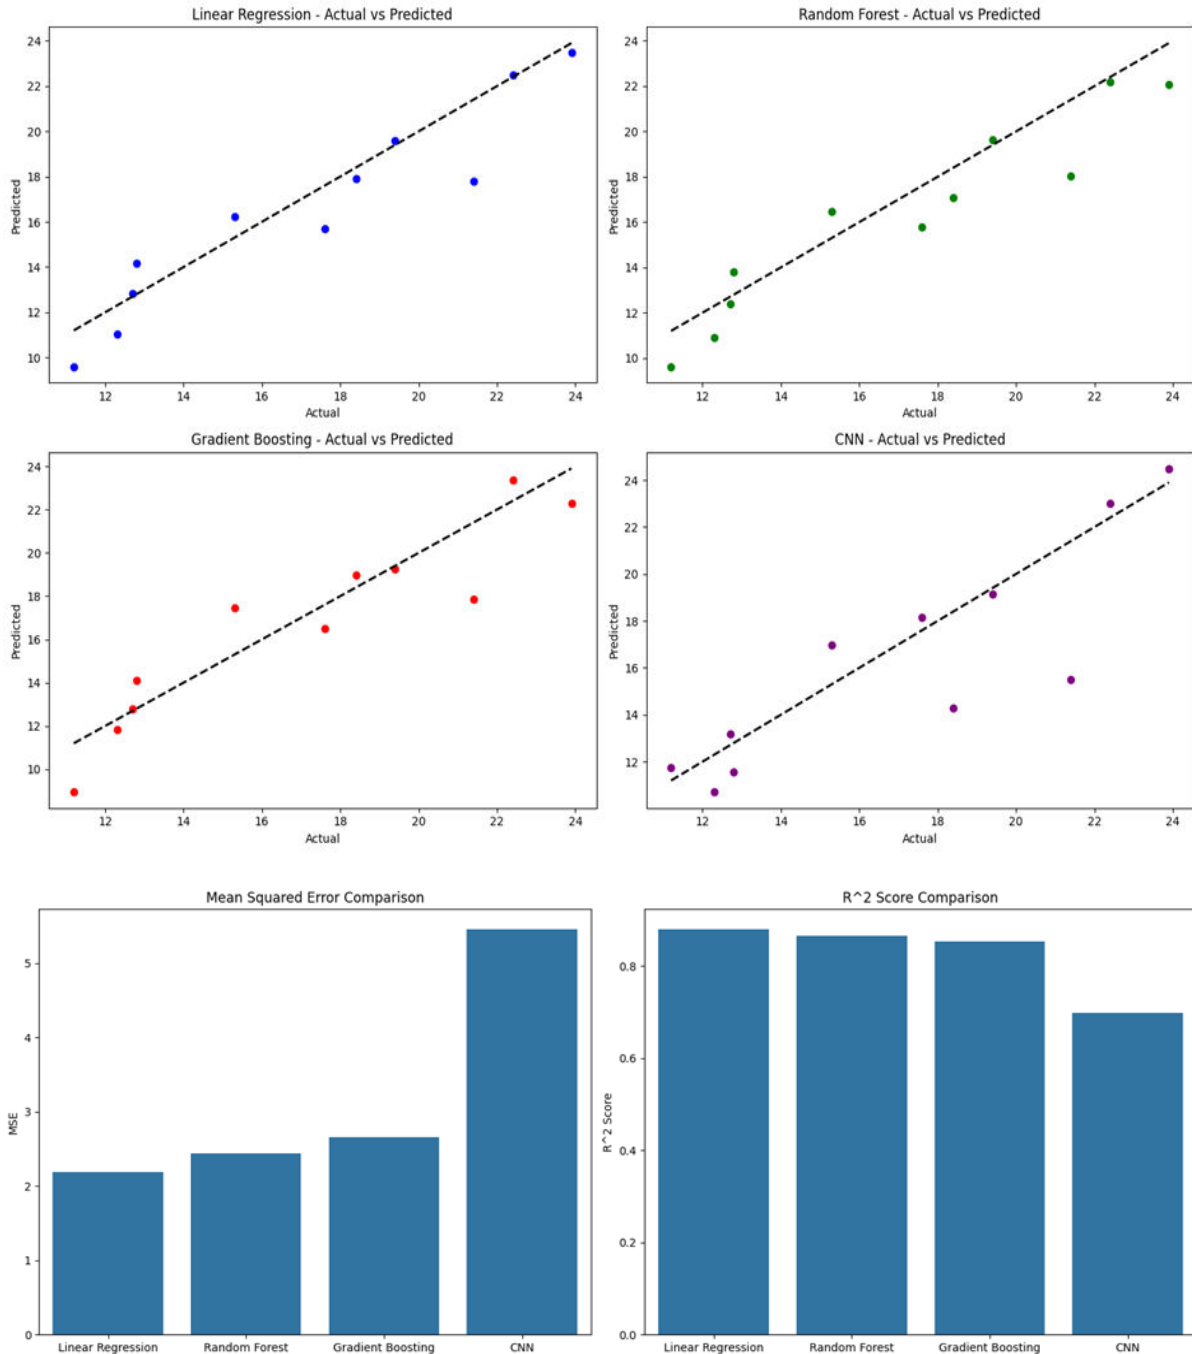 Linear Regression - Actual vs Predicted
24
22
20
18
16
14
12
10
Predicted
12 14 16 18 20 22 24
Actual
Random Forest - Actual vs Predicted
24
22
20
18
16
14
12
10
Predicted
12 14 16 18 20 22 24
Actual
Gradient Boosting - Actual vs Predicted
24
22
20
18
16
14
12
10
Predicted
12 14 16 18 20 22 24
Actual
CNN - Actual vs Predicted
24
22
20
18
16
14
12
Predicted
12 14 16 18 20 22 24
Actual
Mean Squared Error Comparison
5
4
3
2
1
0
MSE
Linear Regression Random Forest Gradient Boosting CNN
R^2 Score Comparison
0.8
0.6
0.4
0.2
0.0
R^2 Score
Linear Regression Random Forest Gradient Boosting CNN